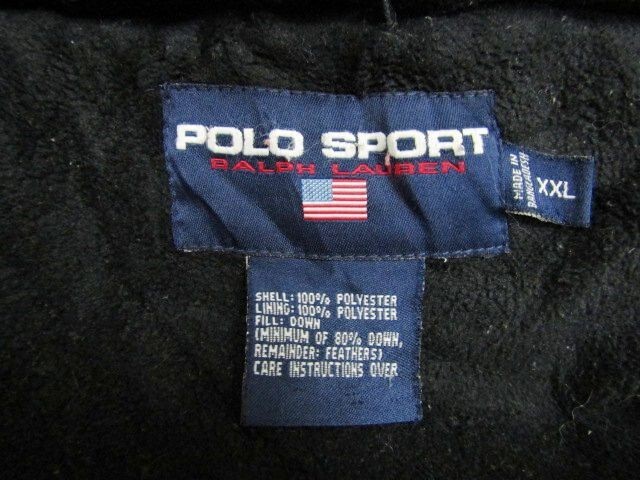 POLO SPORT
RALPH LAUREN
MADE IN
BANGLADESH
XXL
SHELL: 100% POLYESTER
LINING: 100% POLYESTER
FILL: DOWN
(MINIMUM OF 80% DOWN,
REMAINDER: FEATHERS)
CARE INSTRUCTIONS OVER